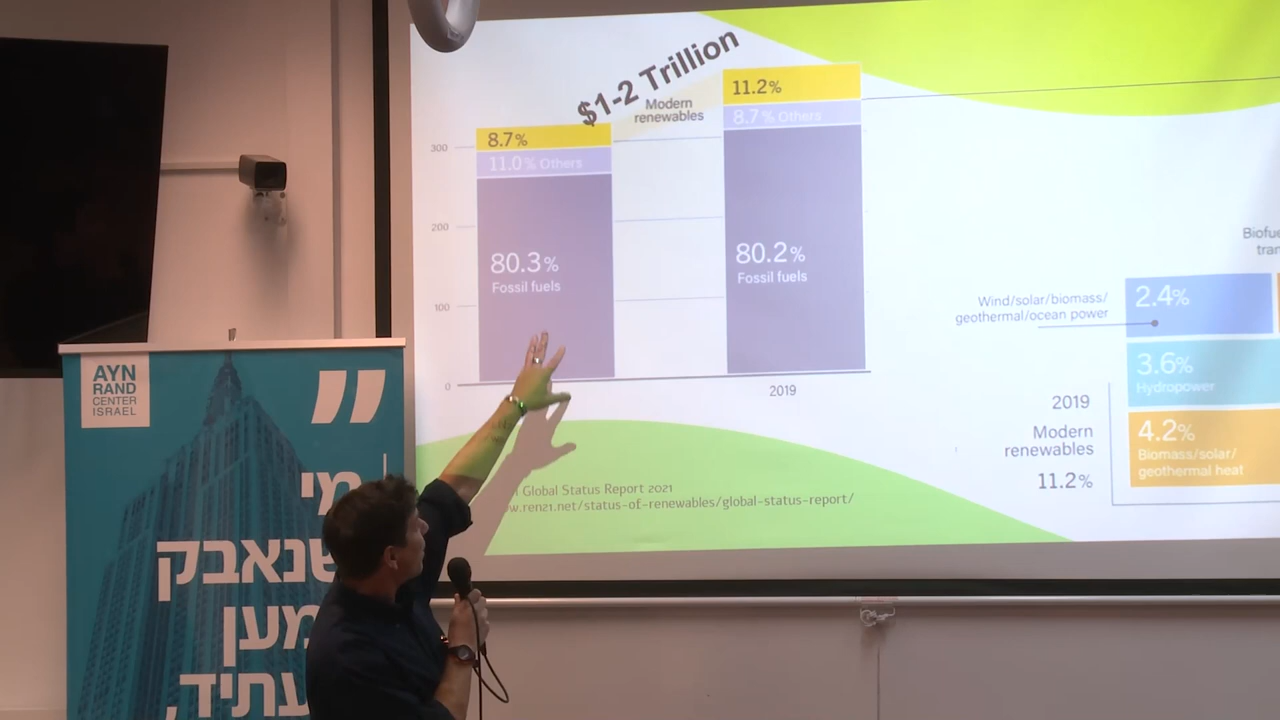 $1-2 Trillion
Modern
renewables
8.7%
11.0% Others
80.3%
Fossil fuels
11.2%
8.7% Others
80.2%
Fossil fuels
300
200
100
0
2019
Wind/solar/biomass/
geothermal/ocean power
2.4%
3.6%
Hydropower
4.2%
Biomass/solar/
geothermal heat
2019
Modern
renewables
11.2%
Global Status Report 2021
.ren21.net/status-of-renewables/global-status-report/
AYN
RAND
CENTER
ISRAEL
מי
שנאבק
למען
עתיד,